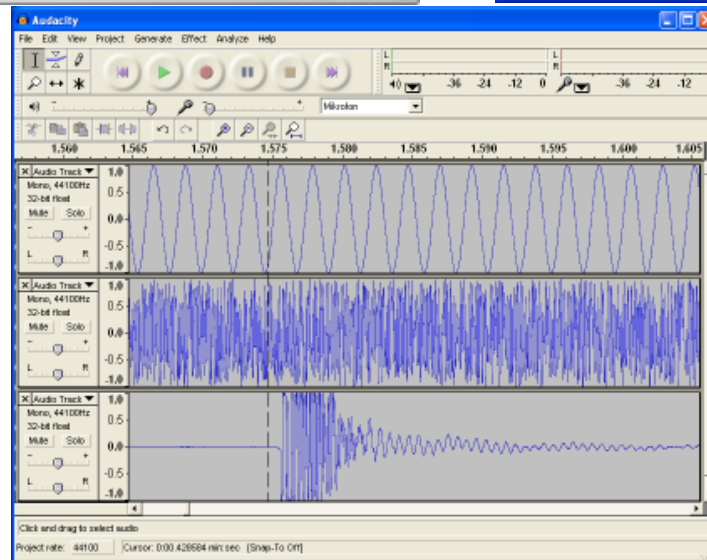 Audacity
File Edit View Project Generate Effect Analyze Help
L
R
-36 -24 -12 0
L
R
-36 -24 -12
Mikrofon
1,560 1,565 1,570 1,575 1,580 1,585 1,590 1,595 1,600 1,605
Audio Track
Mono, 44100Hz
32-bit float
Mute Solo
- +
L R
1.0
0.5
0.0
-0.5
-1.0
Audio Track
Mono, 44100Hz
32-bit float
Mute Solo
- +
L R
1.0
0.5
0.0
-0.5
-1.0
Audio Track
Mono, 44100Hz
32-bit float
Mute Solo
- +
L R
1.0
0.5
0.0
-0.5
-1.0
Click and drag to select audio
Project rate: 44100 Cursor: 0:00.428584 min:sec [Snap-To Off]